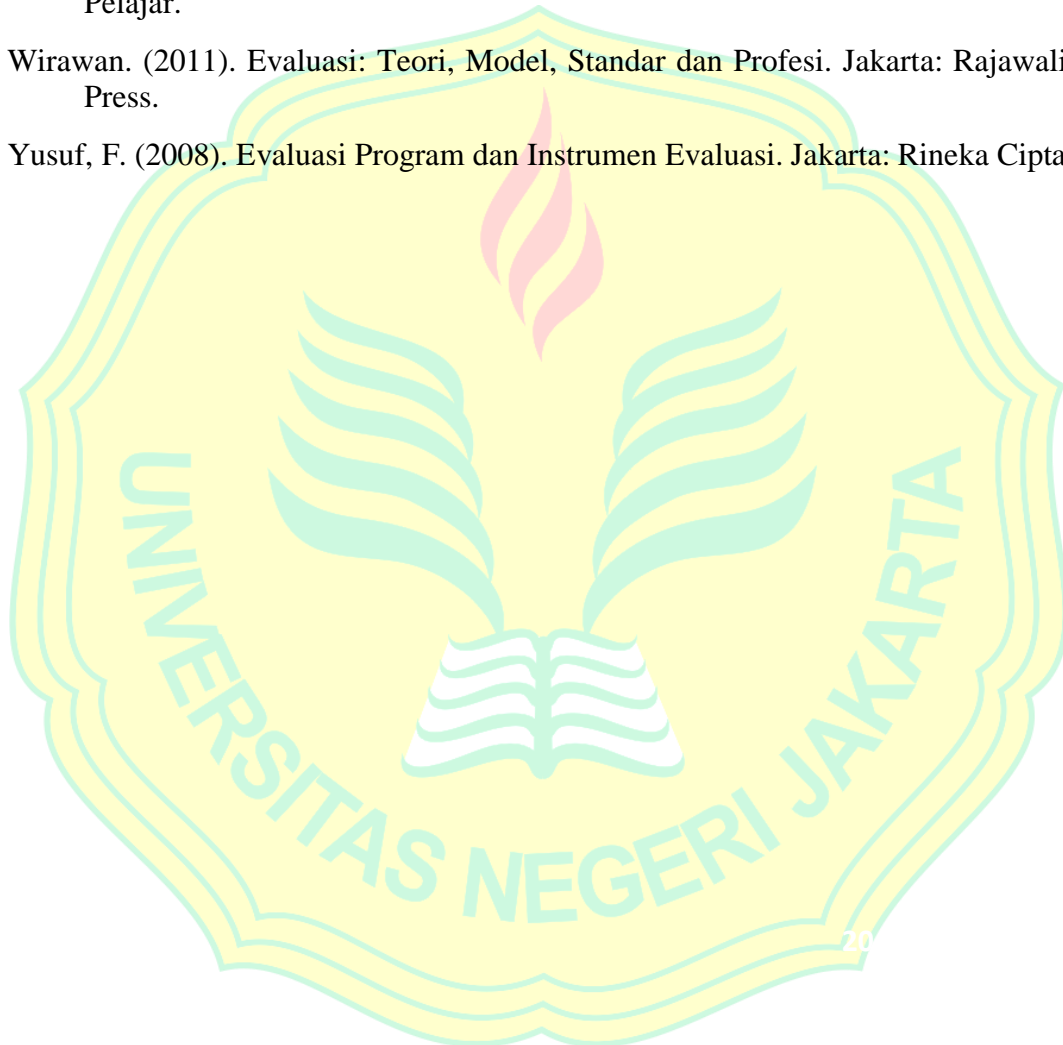 Pelajar.
Wirawan. (2011). Evaluasi: Teori, Model, Standar dan Profesi. Jakarta: Rajawali
Press.
Yusuf, F. (2008). Evaluasi Program dan Instrumen Evaluasi. Jakarta: Rineka Cipta
UNIVERSITAS NEGERI JAKARTA